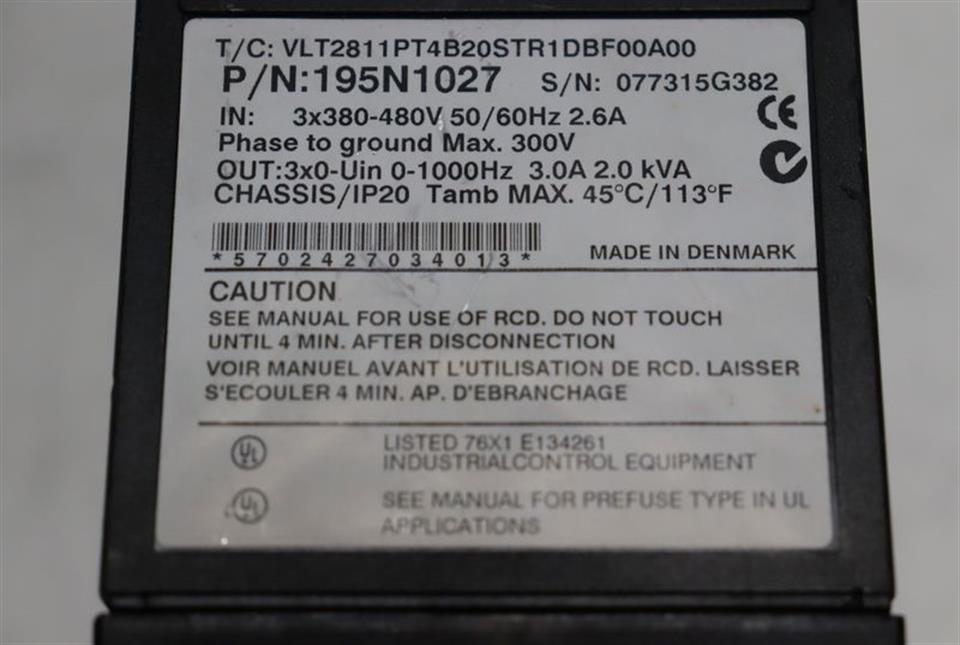 T/C: VLT2811PT4B20STR1DBF00A00
P/N:195N1027 S/N: 077315G382
IN: 3x380-480V 50/60Hz 2.6A
CE
Phase to ground Max. 300V
OUT:3x0-Uin 0-1000Hz 3.0A 2.0 kVA
CHASSIS/IP20 Tamb MAX. 45°C/113°F
*5702427034013*
MADE IN DENMARK
CAUTION
SEE MANUAL FOR USE OF RCD. DO NOT TOUCH
UNTIL 4 MIN. AFTER DISCONNECTION
VOIR MANUEL AVANT L'UTILISATION DE RCD. LAISSER
S'ECOULER 4 MIN. AP. D'EBRANCHAGE
UL LISTED 76X1 E134261
INDUSTRIALCONTROL EQUIPMENT
UL SEE MANUAL FOR PREFUSE TYPE IN UL
APPLICATIONS